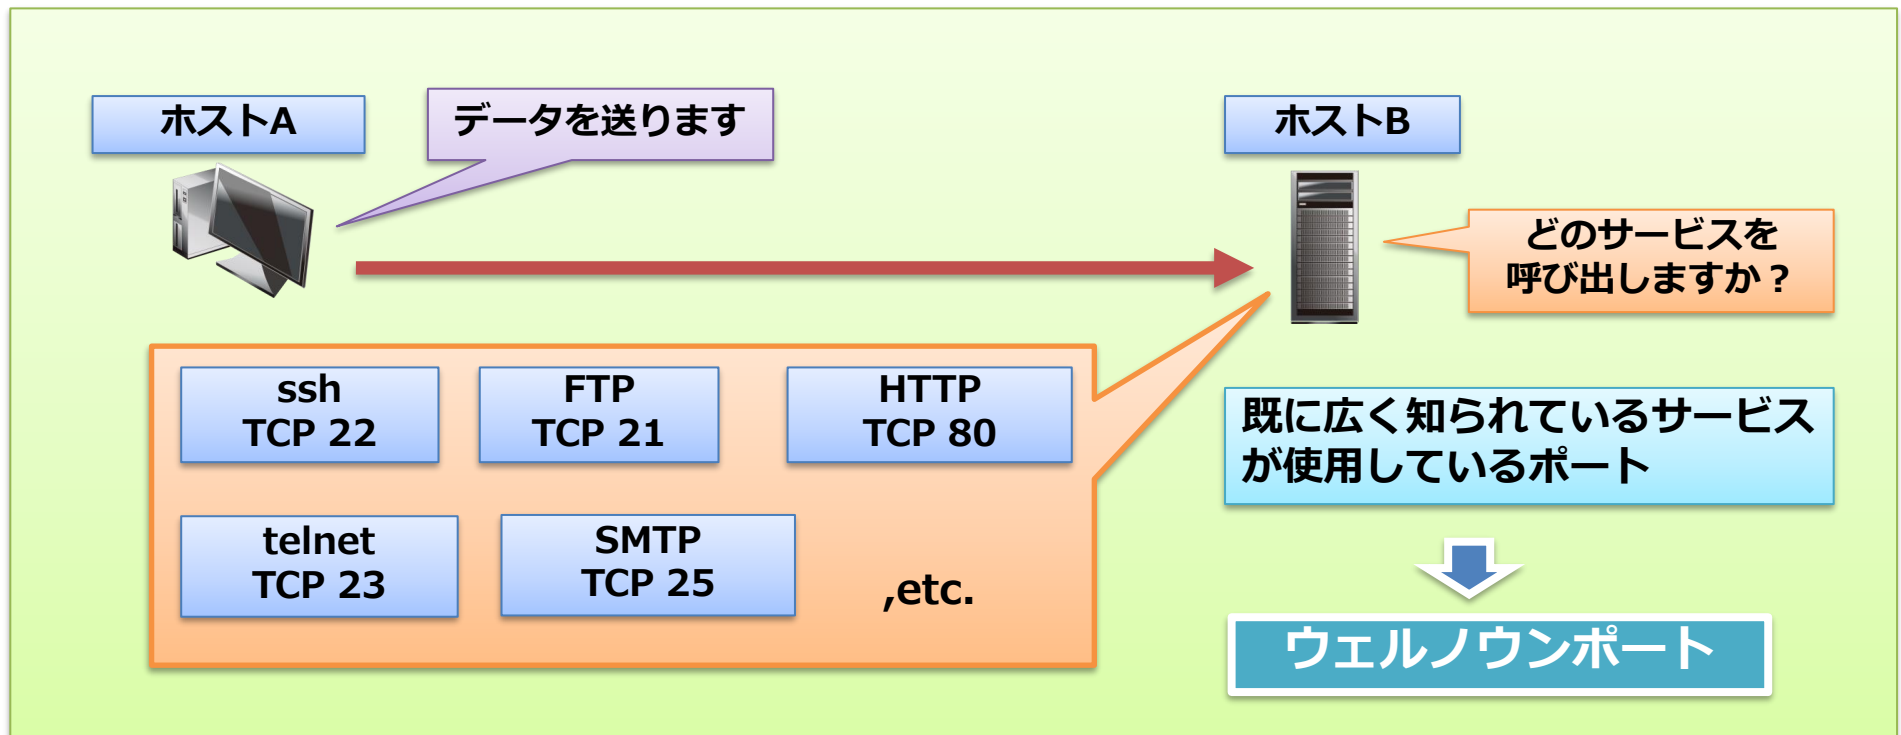 ホストA
データを送ります
ホストB
どのサービスを
呼び出しますか？
ssh
TCP 22
FTP
TCP 21
HTTP
TCP 80
telnet
TCP 23
SMTP
TCP 25
,etc.
既に広く知られているサービス
が使用しているポート
ウェルノウンポート